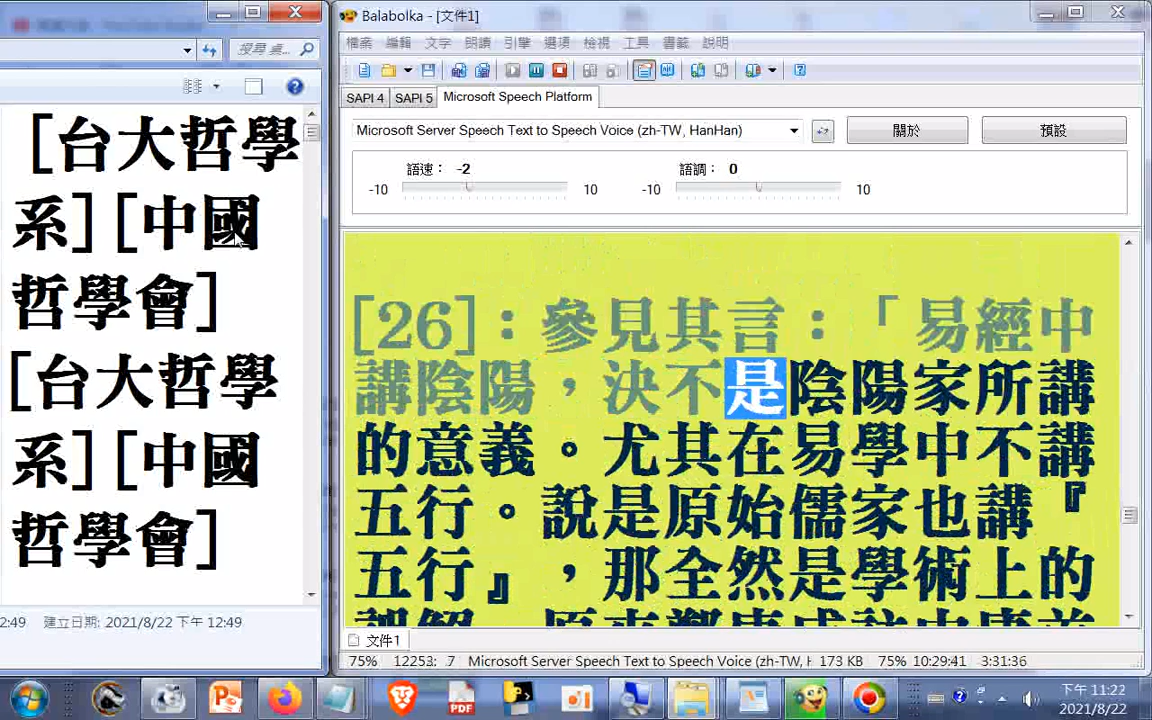 搜尋 桌...
[台大哲學
系][中國
哲學會]
[台大哲學
系][中國
哲學會]
2:49 建立日期: 2021/8/22 下午 12:49
Balabolka - [文件1]
檔案 編輯 文字 朗讀 引擎 選項 檢視 工具 書籤 說明
SAPI 4 SAPI 5 Microsoft Speech Platform
Microsoft Server Speech Text to Speech Voice (zh-TW, HanHan) 關於 預設
語速： -2 語調： 0
-10 10 -10 10
[26]：參見其言：「易經中
講陰陽，決不是陰陽家所講
的意義。尤其在易學中不講
五行。說是原始儒家也講『
五行』，那全然是學術上的
文件1
75% 12253: 7 Microsoft Server Speech Text to Speech Voice (zh-TW, H 173 KB 75% 10:29:41 3:31:36
PDF
下午 11:22
2021/8/22